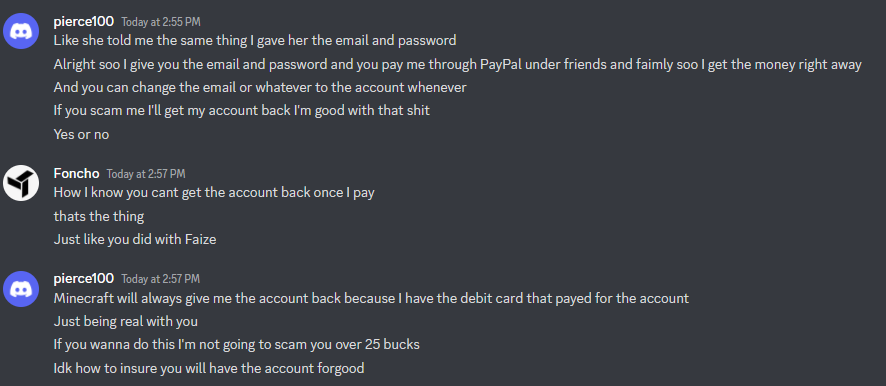 pierce100 Today at 2:55 PM
Like she told me the same thing I gave her the email and password
Alright soo I give you the email and password and you pay me through PayPal under friends and faimly soo I get the money right away
And you can change the email or whatever to the account whenever
If you scam me I'll get my account back I'm good with that shit
Yes or no
Foncho Today at 2:57 PM
How I know you cant get the account back once I pay
thats the thing
Just like you did with Faize
pierce100 Today at 2:57 PM
Minecraft will always give me the account back because I have the debit card that payed for the account
Just being real with you
If you wanna do this I'm not going to scam you over 25 bucks
Idk how to insure you will have the account forgood